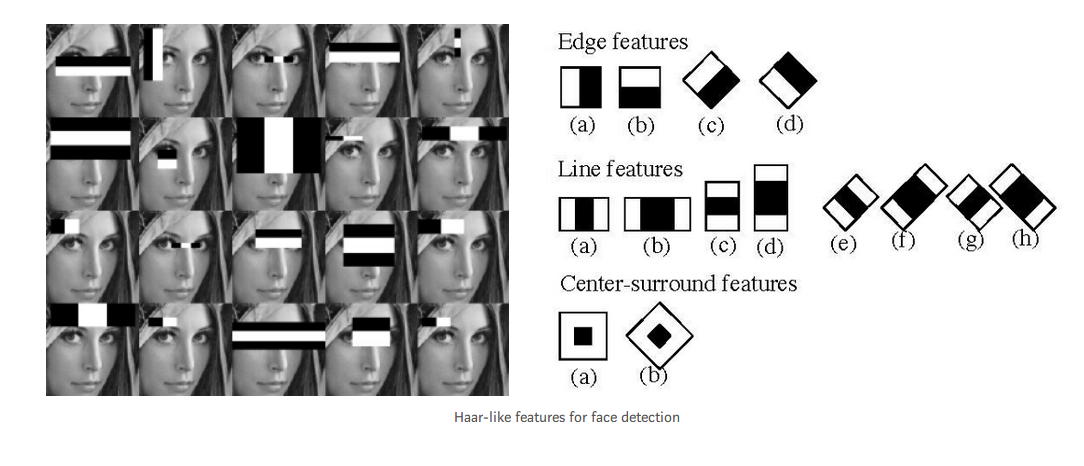 Edge features
(a) (b) (c) (d)
Line features
(a) (b) (c) (d) (e) (f) (g) (h)
Center-surround features
(a) (b)
Haar-like features for face detection